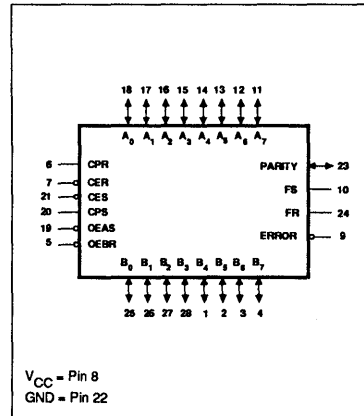 18 17 16 15 14 13 12 11
A0 A1 A2 A3 A4 A5 A6 A7
6 CPR
PARITY 23
7 CER
21 CES
FS 10
20 CPS
19 OEAS
FR 24
5 OEBR
ERROR 9
B0 B1 B2 B3 B4 B5 B6 B7
25 26 27 28 1 2 3 4
VCC = Pin 8
GND = Pin 22